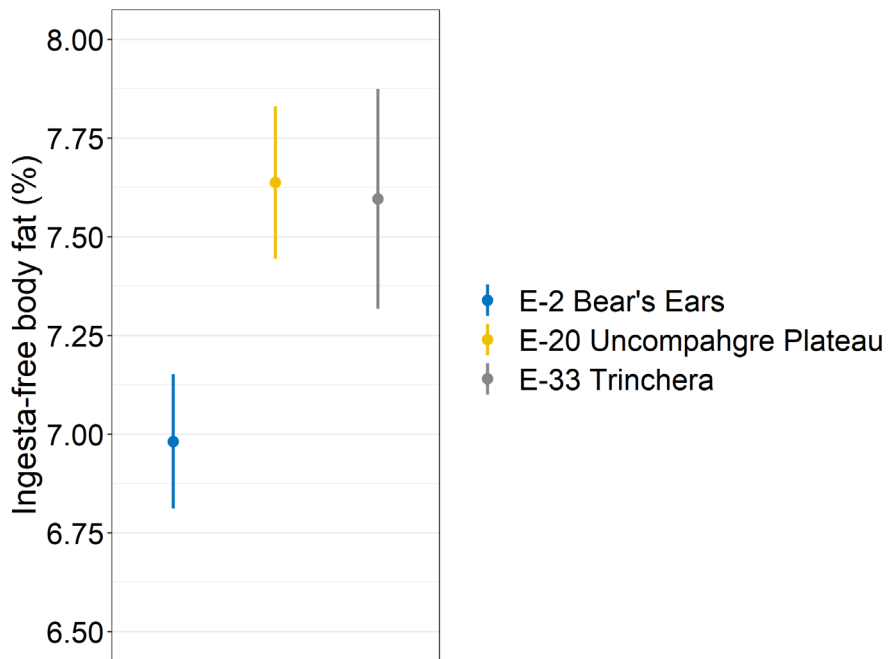 Ingesta-free body fat (%)
8.00
7.75
7.50
7.25
7.00
6.75
6.50
E-2 Bear's Ears
E-20 Uncompahgre Plateau
E-33 Trinchera